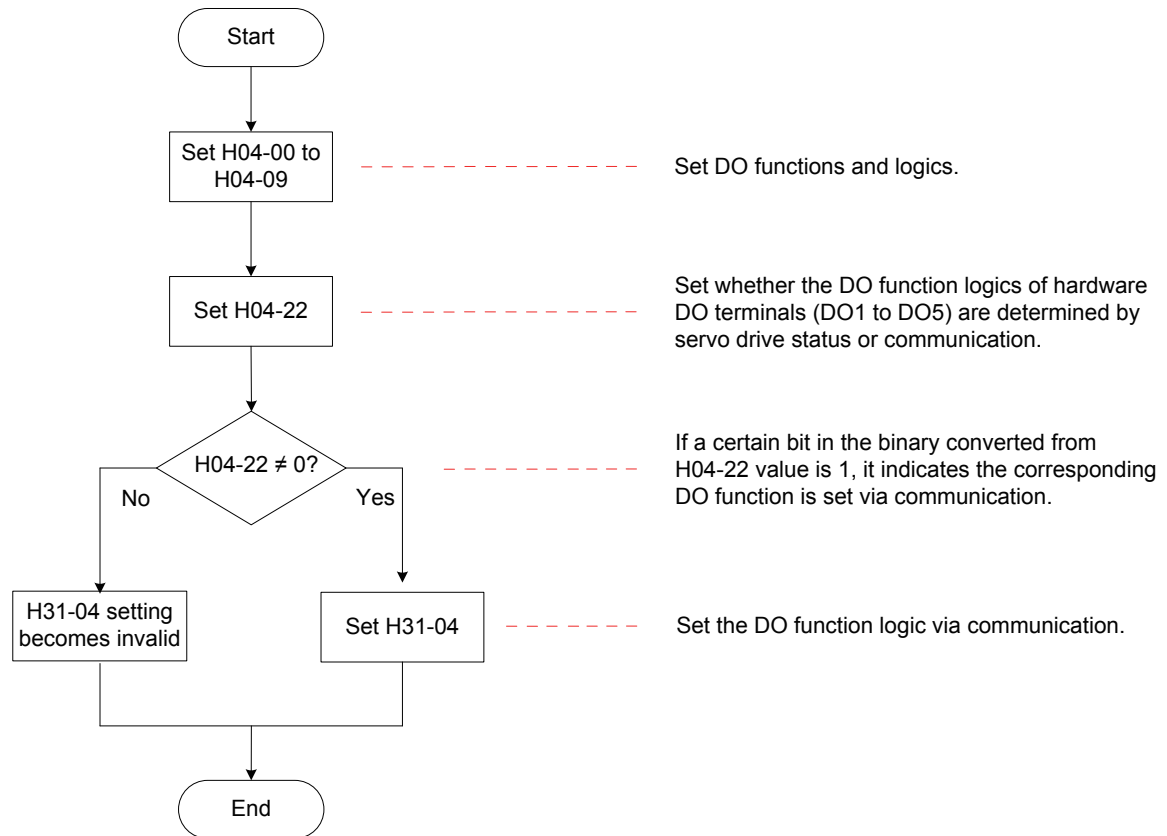 Start
Set H04-00 to
H04-09
Set DO functions and logics.
Set H04-22
Set whether the DO function logics of hardware
DO terminals (DO1 to DO5) are determined by
servo drive status or communication.
H04-22 ≠ 0?
If a certain bit in the binary converted from
H04-22 value is 1, it indicates the corresponding
DO function is set via communication.
No
Yes
H31-04 setting
becomes invalid
Set H31-04
Set the DO function logic via communication.
End